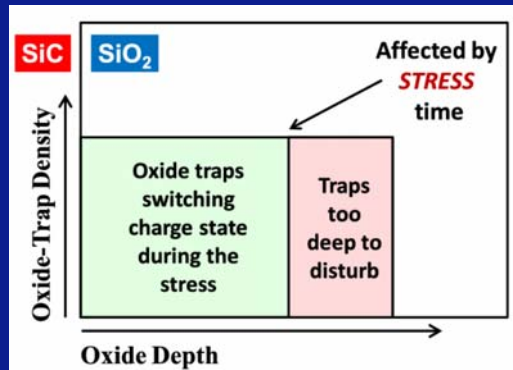 SiC
SiO₂
Affected by
STRESS
time
Oxide-Trap Density
Oxide traps
switching
charge state
during the
stress
Traps
too
deep to
disturb
Oxide Depth